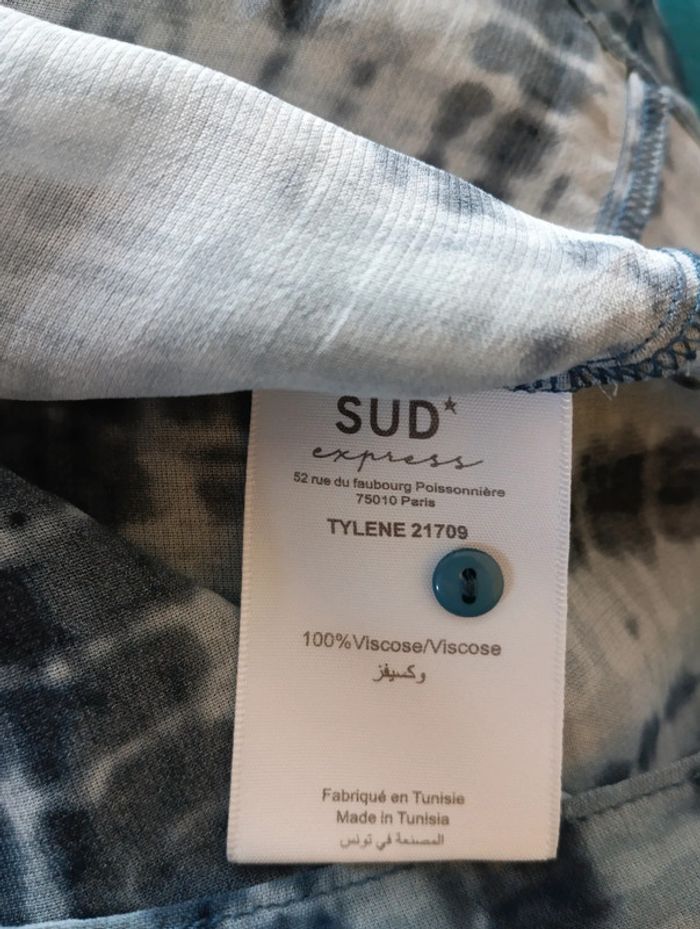 SUD*
express
52 rue du faubourg Poissonnière
75010 Paris
TYLENE 21709
100%Viscose/Viscose
وكسيفز
Fabriqué en Tunisie
Made in Tunisia
المصنعة في تونس